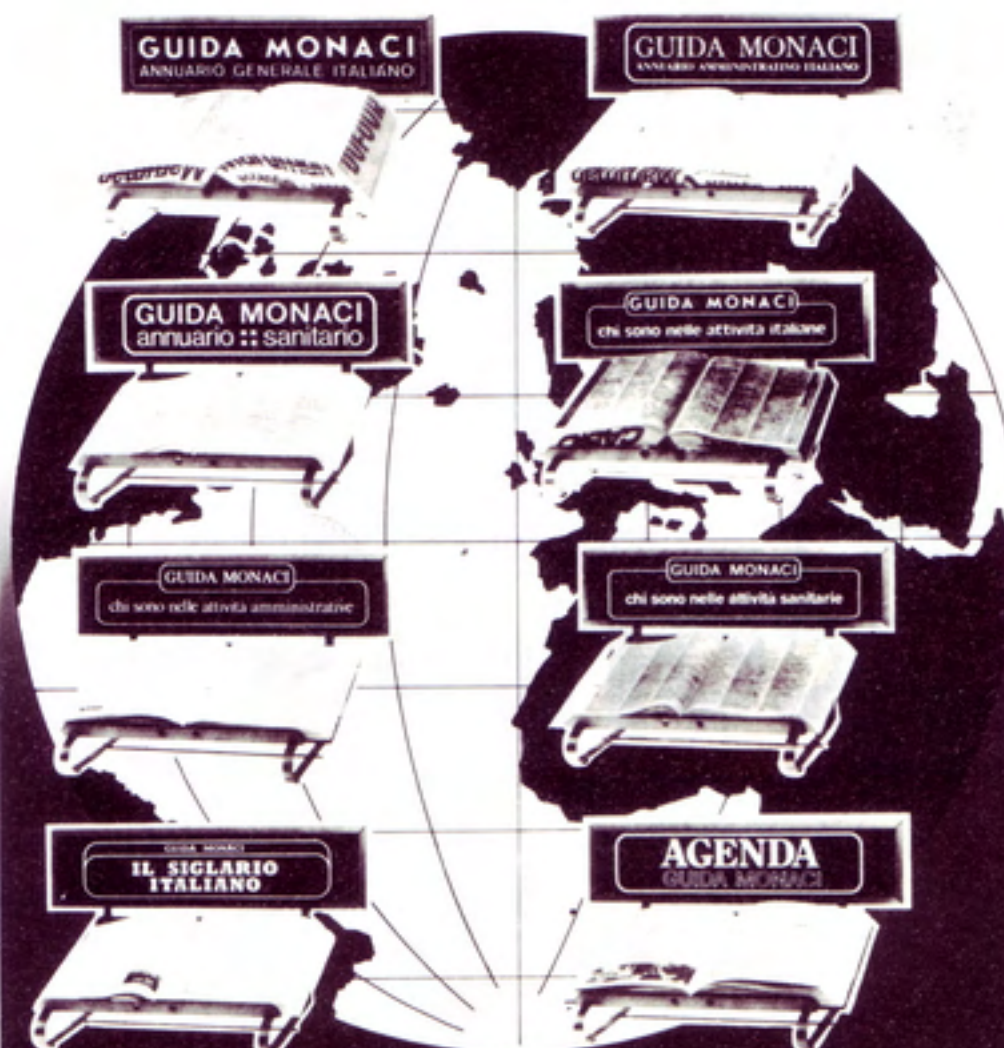 GUIDA MONACI
ANNUARIO GENERALE ITALIANO
GUIDA MONACI
ANNUARIO AMMINISTRATIVO ITALIANO
DUFOUR
GUIDA MONACI
annuario :: sanitario
GUIDA MONACI
chi sono nelle attività italiane
GUIDA MONACI
chi sono nelle attività amministrative
GUIDA MONACI
chi sono nelle attività sanitarie
GUIDA MONACI
IL SIGLARIO
ITALIANO
AGENDA
GUIDA MONACI